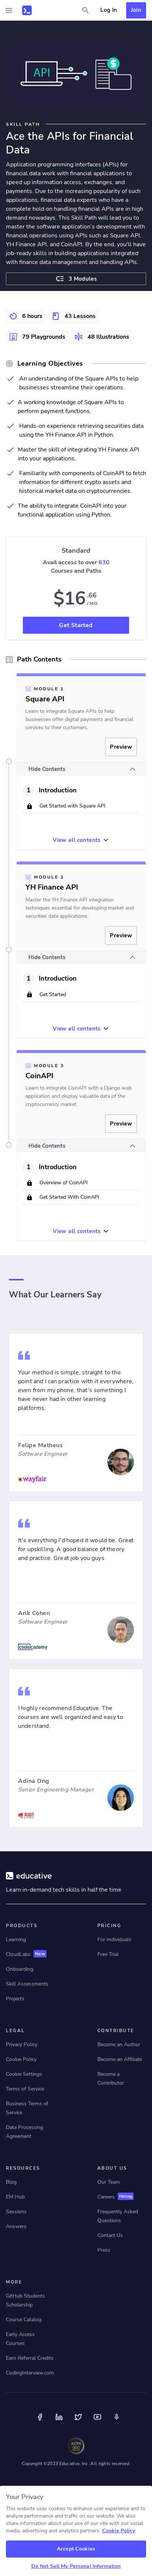 Log In
Join
API
API
$
SKILL PATH
Ace the APIs for Financial
Data
Application programming interfaces (APIs) for
financial data work with financial applications to
speed up information access, exchanges, and
payments. Due to the increasing popularity of such
applications, financial data experts with a
complete hold on handling financial APIs are in high
demand nowadays. This Skill Path will lead you to
master the software application's development from
the financial world. You'll perform numerous
financial operations using APIs such as Square API,
YH Finance API, and CoinAPI. By the end, you'll have
job-ready skills in building applications integrated
with finance data management and handling APIs.
3 Modules
6 hours
43 Lessons
79 Playgrounds
48 Illustrations
Learning Objectives
An understanding of the Square APIs to help
businesses streamline their operations.
A working knowledge of Square APIs to
perform payment functions.
Hands-on experience retrieving securities data
using the YH Finance API in Python.
Master the skill of integrating YH Finance API
into your applications.
Familiarity with components of CoinAPI to fetch
information for different crypto assets and
historical market data on cryptocurrencies.
The ability to integrate CoinAPI into your
functional application using Python.
Standard
Avail access to over 630
Courses and Paths
$16.66
/ MO
Get Started
Path Contents
MODULE 1
Square API
Learn to integrate Square APIs to help
businesses offer digital payments and financial
services to their customers.
Preview
Hide Contents
1 Introduction
Get Started with Square API
View all contents
MODULE 2
YH Finance API
Master the YH Finance API integration
techniques essential for developing market and
securities data applications.
Preview
Hide Contents
1 Introduction
Get Started
View all contents
MODULE 3
CoinAPI
Learn to integrate CoinAPI with a Django web
application and display valuable data of the
cryptocurrency market.
Preview
Hide Contents
1 Introduction
Overview of CoinAPI
Get Started With CoinAPI
View all contents
What Our Learners Say
Your method is simple, straight to the
point and I can practice with it everywhere,
even from my phone, that's something I
have never had in other learning
platforms.
Felipe Matheus
Software Engineer
wayfair
It's everything I'd hoped it would be. Great
for upskilling. A good balance of theory
and practice. Great job you guys
Arik Cohen
Software Engineer
codecademy
I highly recommend Educative. The
courses are well organized and easy to
understand.
Adina Ong
Senior Engineering Manager
RIOT
educative
Learn in-demand tech skills in half the time
PRODUCTS
Learning
CloudLabs New
Onboarding
Skill Assessments
Projects
PRICING
For Individuals
Free Trial
LEGAL
Privacy Policy
Cookie Policy
Cookie Settings
Terms of Service
Business Terms of
Service
Data Processing
Agreement
CONTRIBUTE
Become an Author
Become an Affiliate
Become a
Contributor
RESOURCES
Blog
EM Hub
Sessions
Answers
ABOUT US
Our Team
Careers Hiring
Frequently Asked
Questions
Contact Us
Press
MORE
GitHub Students
Scholarship
Course Catalog
Early Access
Courses
Earn Referral Credits
CodingInterview.com
Copyright ©2023 Educative, Inc. All rights reserved.
Your Privacy
This website uses cookies to enhance user experience
or to analyze performance and traffic on our website.
We also share information about your use of our site
with our social media, advertising and analytics
partners. Cookie Policy
Accept Cookies
Do Not Sell My Personal Information